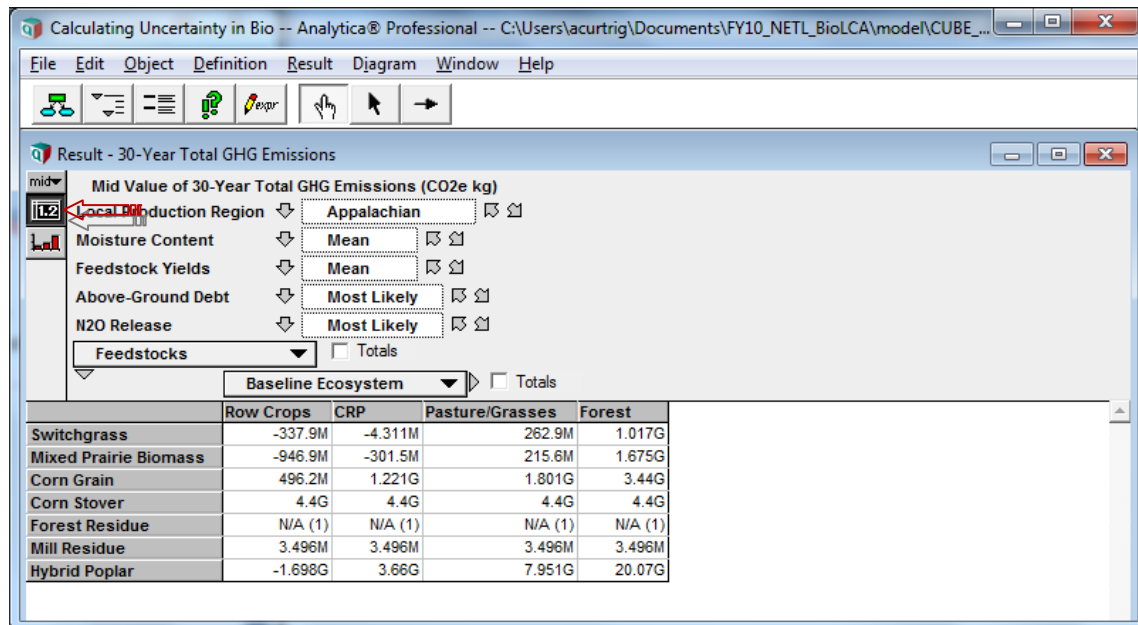 Calculating Uncertainty in Bio -- Analytica® Professional -- C:\Users\acurtrig\Documents\FY10_NETL_BioLCA\model\CUBE_...
File Edit Object Definition Result Diagram Window Help
expr
Result - 30-Year Total GHG Emissions
mid Mid Value of 30-Year Total GHG Emissions (CO2e kg)
1.2 Local Production Region Appalachian
Moisture Content Mean
Feedstock Yields Mean
Above-Ground Debt Most Likely
N2O Release Most Likely
Feedstocks Totals
Baseline Ecosystem Totals
Row Crops CRP Pasture/Grasses Forest
Switchgrass -337.9M -4.311M 262.9M 1.017G
Mixed Prairie Biomass -946.9M -301.5M 215.6M 1.675G
Corn Grain 496.2M 1.221G 1.801G 3.44G
Corn Stover 4.4G 4.4G 4.4G 4.4G
Forest Residue N/A (1) N/A (1) N/A (1) N/A (1)
Mill Residue 3.496M 3.496M 3.496M 3.496M
Hybrid Poplar -1.698G 3.66G 7.951G 20.07G